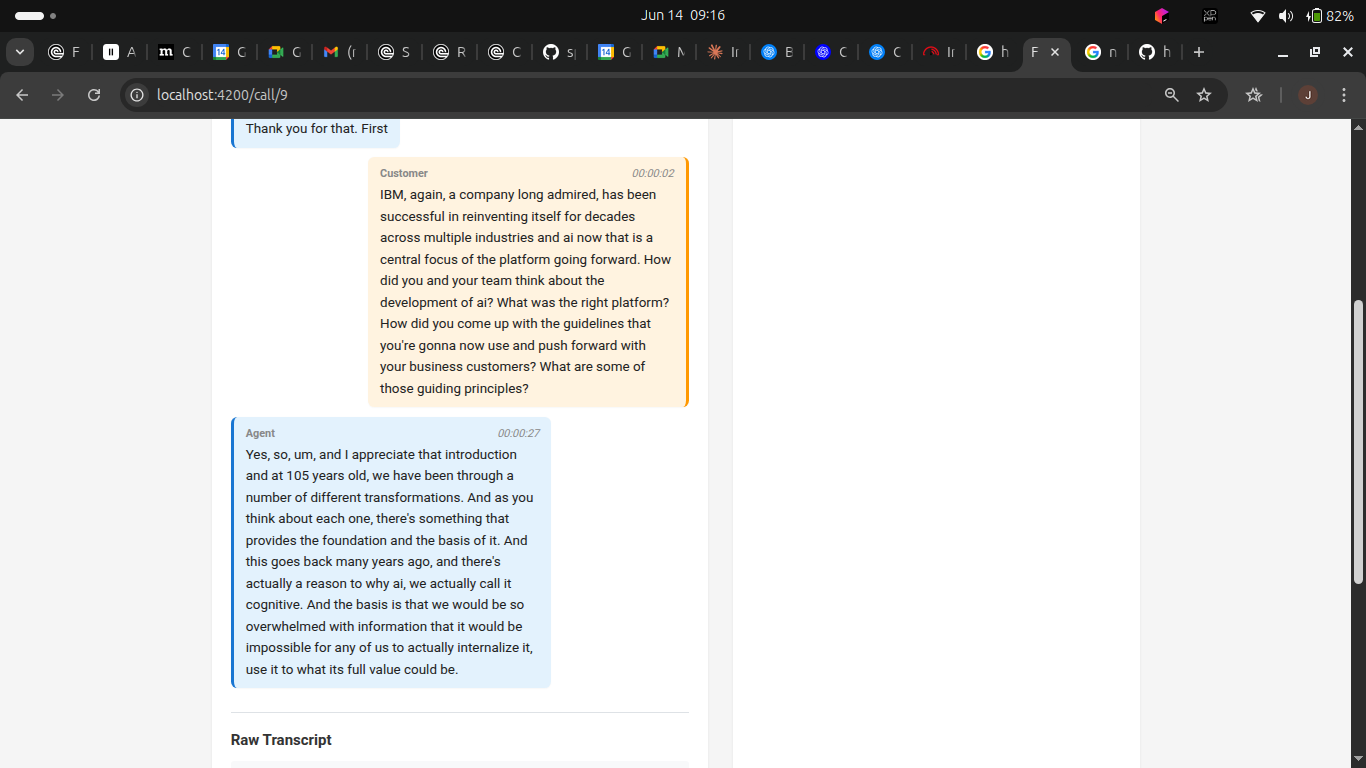 Jun 14 09:16
82%
F
A
C
C
C
(r
S
R
C
sp
C
N
Ir
B
C
C
Ir
h
F
n
h
localhost:4200/call/9
J
Thank you for that. First
Customer 00:00:02
IBM, again, a company long admired, has been
successful in reinventing itself for decades
across multiple industries and ai now that is a
central focus of the platform going forward. How
did you and your team think about the
development of ai? What was the right platform?
How did you come up with the guidelines that
you're gonna now use and push forward with
your business customers? What are some of
those guiding principles?
Agent 00:00:27
Yes, so, um, and I appreciate that introduction
and at 105 years old, we have been through a
number of different transformations. And as you
think about each one, there's something that
provides the foundation and the basis of it. And
this goes back many years ago, and there's
actually a reason to why ai, we actually call it
cognitive. And the basis is that we would be so
overwhelmed with information that it would be
impossible for any of us to actually internalize it,
use it to what its full value could be.
Raw Transcript